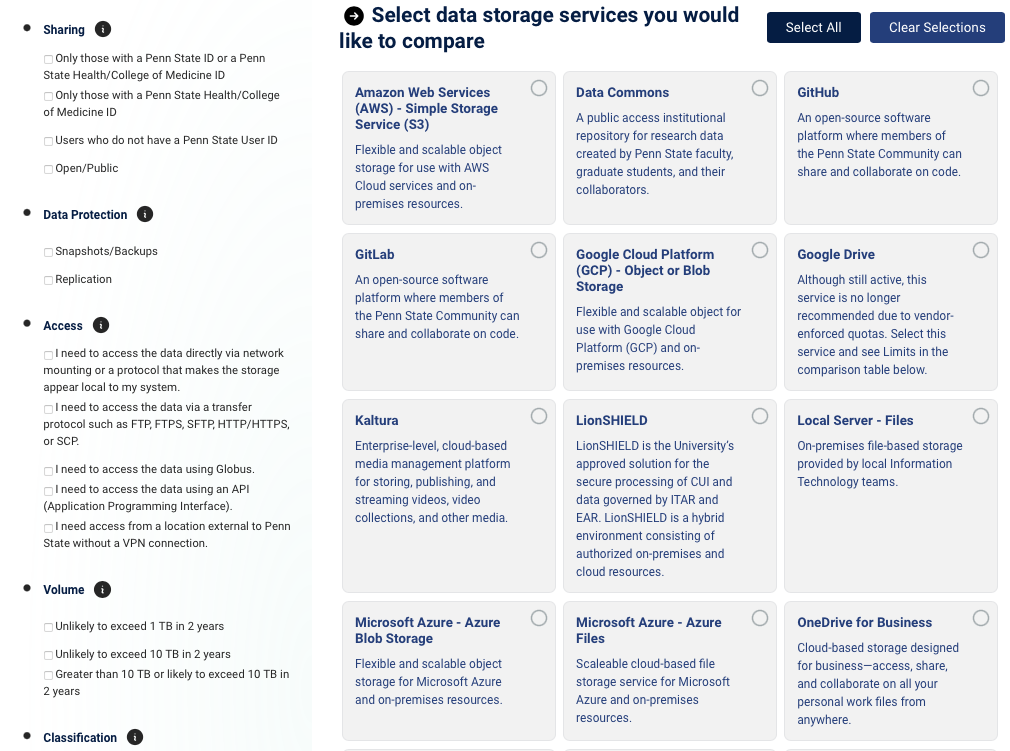 Sharing
Only those with a Penn State ID or a Penn
State Health/College of Medicine ID
Only those with a Penn State Health/College
of Medicine ID
Users who do not have a Penn State User ID
Open/Public
Data Protection
Snapshots/Backups
Replication
Access
I need to access the data directly via network
mounting or a protocol that makes the storage
appear local to my system.
I need to access the data via a transfer
protocol such as FTP, FTPS, SFTP, HTTP/HTTPS,
or SCP.
I need to access the data using Globus.
I need to access the data using an API
(Application Programming Interface).
I need access from a location external to Penn
State without a VPN connection.
Volume
Unlikely to exceed 1 TB in 2 years
Unlikely to exceed 10 TB in 2 years
Greater than 10 TB or likely to exceed 10 TB in
2 years
Classification
Select data storage services you would
like to compare
Select All
Clear Selections
Amazon Web Services
(AWS) - Simple Storage
Service (S3)
Flexible and scalable object
storage for use with AWS
Cloud services and on-
premises resources.
Data Commons
A public access institutional
repository for research data
created by Penn State faculty,
graduate students, and their
collaborators.
GitHub
An open-source software
platform where members of
the Penn State Community can
share and collaborate on code.
GitLab
An open-source software
platform where members of
the Penn State Community can
share and collaborate on code.
Google Cloud Platform
(GCP) - Object or Blob
Storage
Flexible and scalable object for
use with Google Cloud
Platform (GCP) and on-
premises resources.
Google Drive
Although still active, this
service is no longer
recommended due to vendor-
enforced quotas. Select this
service and see Limits in the
comparison table below.
Kaltura
Enterprise-level, cloud-based
media management platform
for storing, publishing, and
streaming videos, video
collections, and other media.
LionSHIELD
LionSHIELD is the University's
approved solution for the
secure processing of CUI and
data governed by ITAR and
EAR. LionSHIELD is a hybrid
environment consisting of
authorized on-premises and
cloud resources.
Local Server - Files
On-premises file-based storage
provided by local Information
Technology teams.
Microsoft Azure - Azure
Blob Storage
Flexible and scalable object
storage for Microsoft Azure
and on-premises resources.
Microsoft Azure - Azure
Files
Scaleable cloud-based file
storage service for Microsoft
Azure and on-premises
resources.
OneDrive for Business
Cloud-based storage designed
for business—access, share,
and collaborate on all your
personal work files from
anywhere.